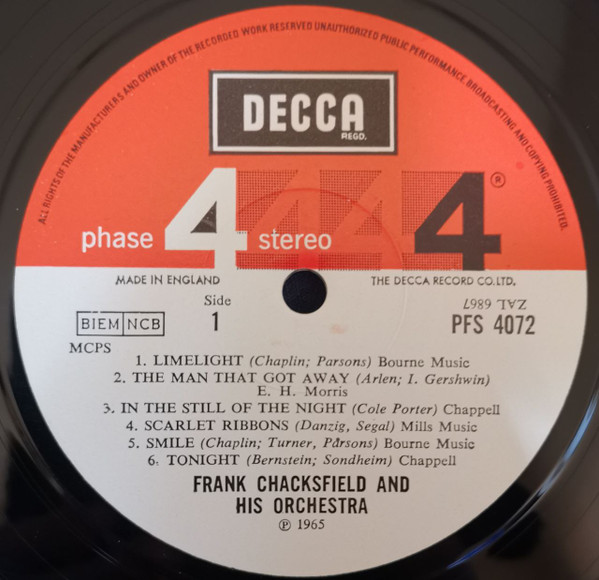 ALL RIGHTS OF THE MANUFACTURERS AND OWNER OF THE RECORDED WORK RESERVED UNAUTHORIZED PUBLIC PERFORMANCE, BROADCASTING AND COPYING PROHIBITED.
DECCA
REGD.
phase 4 stereo 444®
MADE IN ENGLAND THE DECCA RECORD CO.LTD.
Side ZAL 6867
BIEM NCB 1 PFS 4072
MCPS
1. LIMELIGHT (Chaplin; Parsons) Bourne Music
2. THE MAN THAT GOT AWAY (Arlen; I. Gershwin)
E. H. Morris
3. IN THE STILL OF THE NIGHT (Cole Porter) Chappell
4. SCARLET RIBBONS (Danzig, Segal) Mills Music
5. SMILE (Chaplin; Turner, Parsons) Bourne Music
6. TONIGHT (Bernstein; Sondheim) Chappell
FRANK CHACKSFIELD AND
HIS ORCHESTRA
℗ 1965